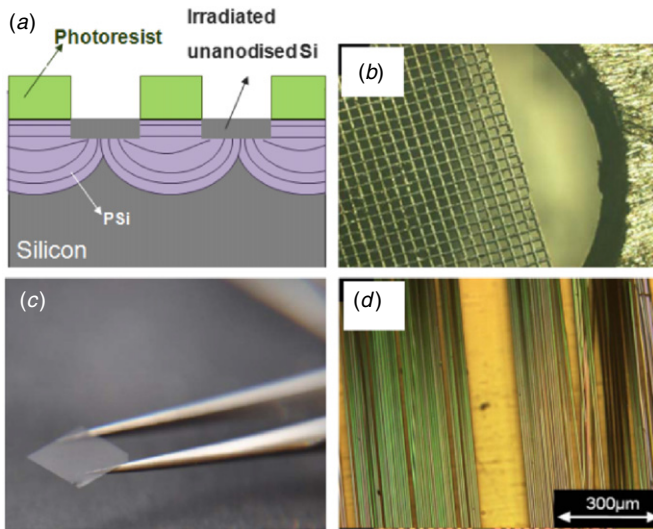 (a)
Photoresist
Irradiated
unanodised Si
PSi
Silicon
(b)
(c)
(d)
300μm